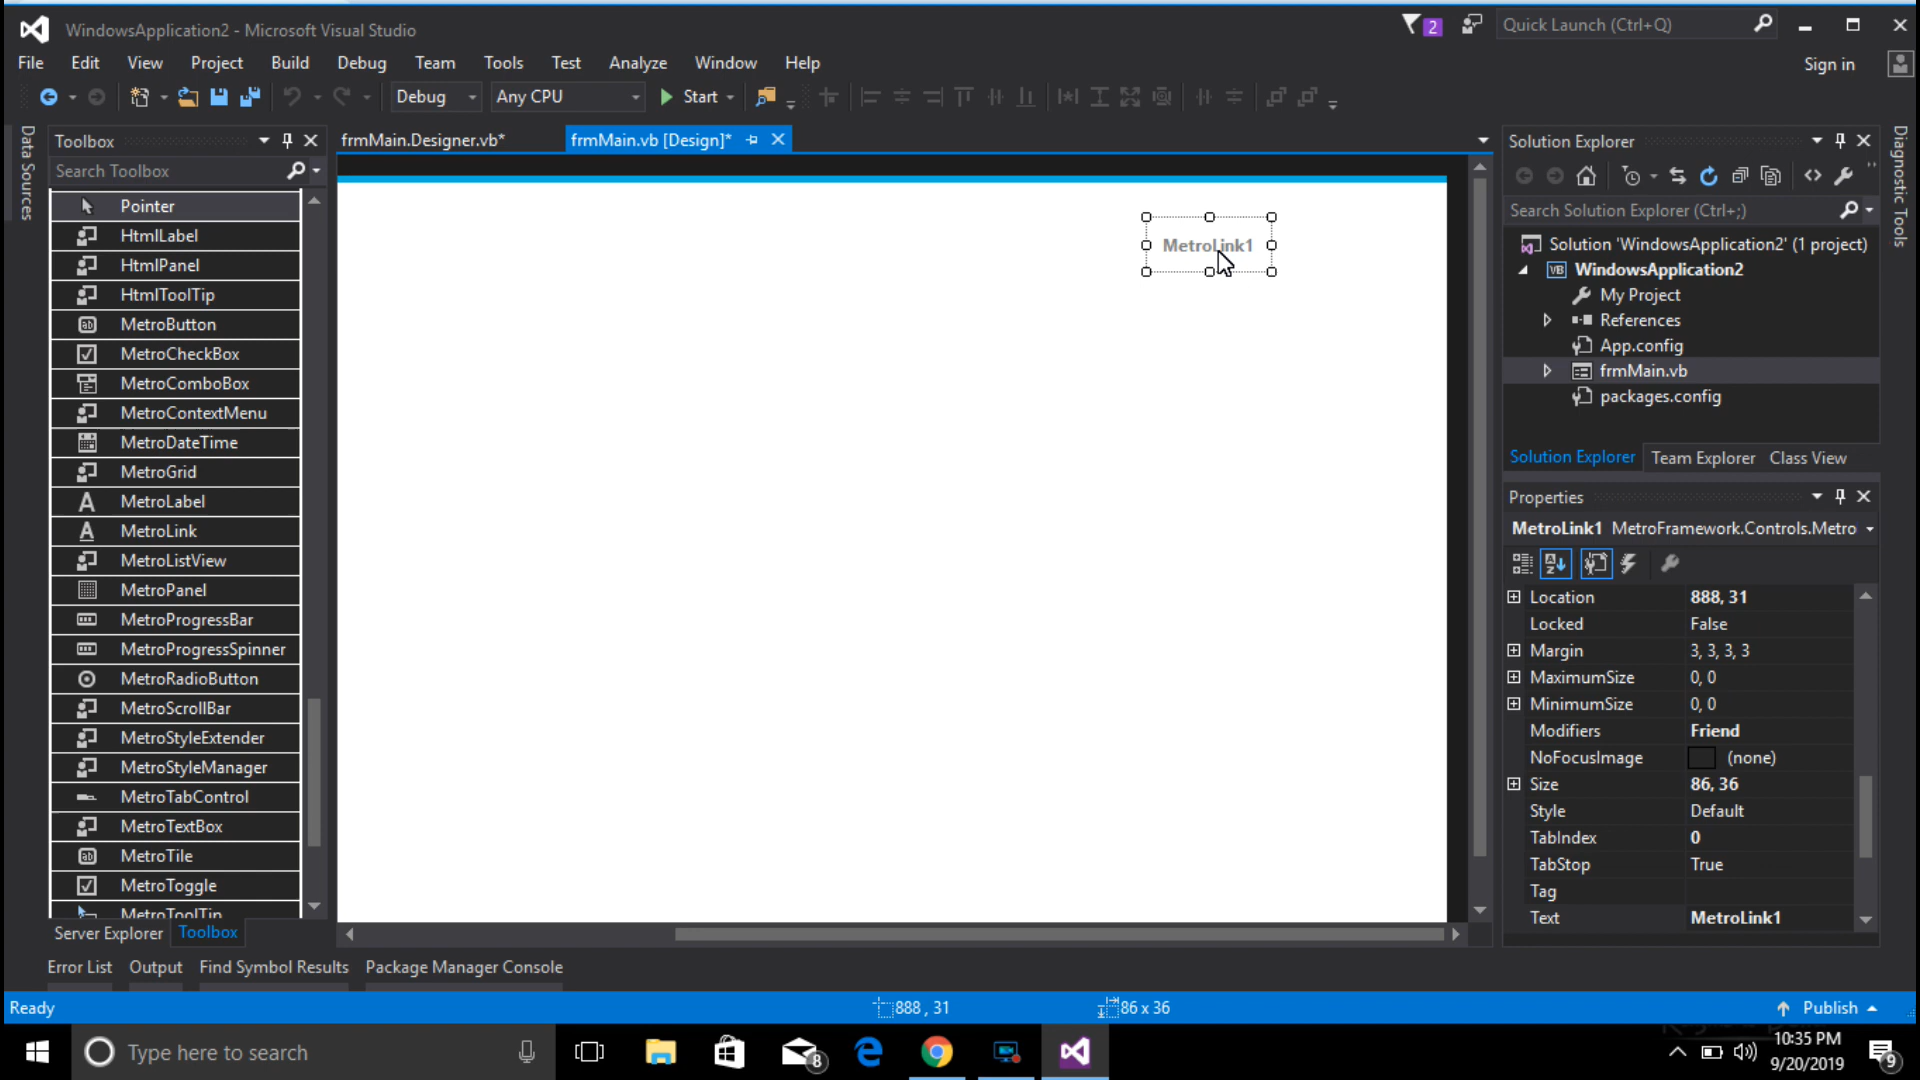 WindowsApplication2 - Microsoft Visual Studio
2
Quick Launch (Ctrl+Q)
File Edit View Project Build Debug Team Tools Test Analyze Window Help
Sign in
Debug
Any CPU
Start
Data Sources
Toolbox
Search Toolbox
Pointer
HtmlLabel
HtmlPanel
HtmlToolTip
MetroButton
MetroCheckBox
MetroComboBox
MetroContextMenu
MetroDateTime
MetroGrid
MetroLabel
MetroLink
MetroListView
MetroPanel
MetroProgressBar
MetroProgressSpinner
MetroRadioButton
MetroScrollBar
MetroStyleExtender
MetroStyleManager
MetroTabControl
MetroTextBox
MetroTile
MetroToggle
MetroToolTip
Server Explorer Toolbox
frmMain.Designer.vb*
frmMain.vb [Design]*
MetroLink1
Solution Explorer
Search Solution Explorer (Ctrl+;)
Solution 'WindowsApplication2' (1 project)
VB WindowsApplication2
My Project
References
App.config
frmMain.vb
packages.config
Solution Explorer Team Explorer Class View
Diagnostic Tools
Properties
MetroLink1 MetroFramework.Controls.Metro
Location 888, 31
Locked False
Margin 3, 3, 3, 3
MaximumSize 0, 0
MinimumSize 0, 0
Modifiers Friend
NoFocusImage (none)
Size 86, 36
Style Default
TabIndex 0
TabStop True
Tag
Text MetroLink1
Error List Output Find Symbol Results Package Manager Console
Ready
888 , 31
86 x 36
Publish
Type here to search
8
10:35 PM
9/20/2019
9